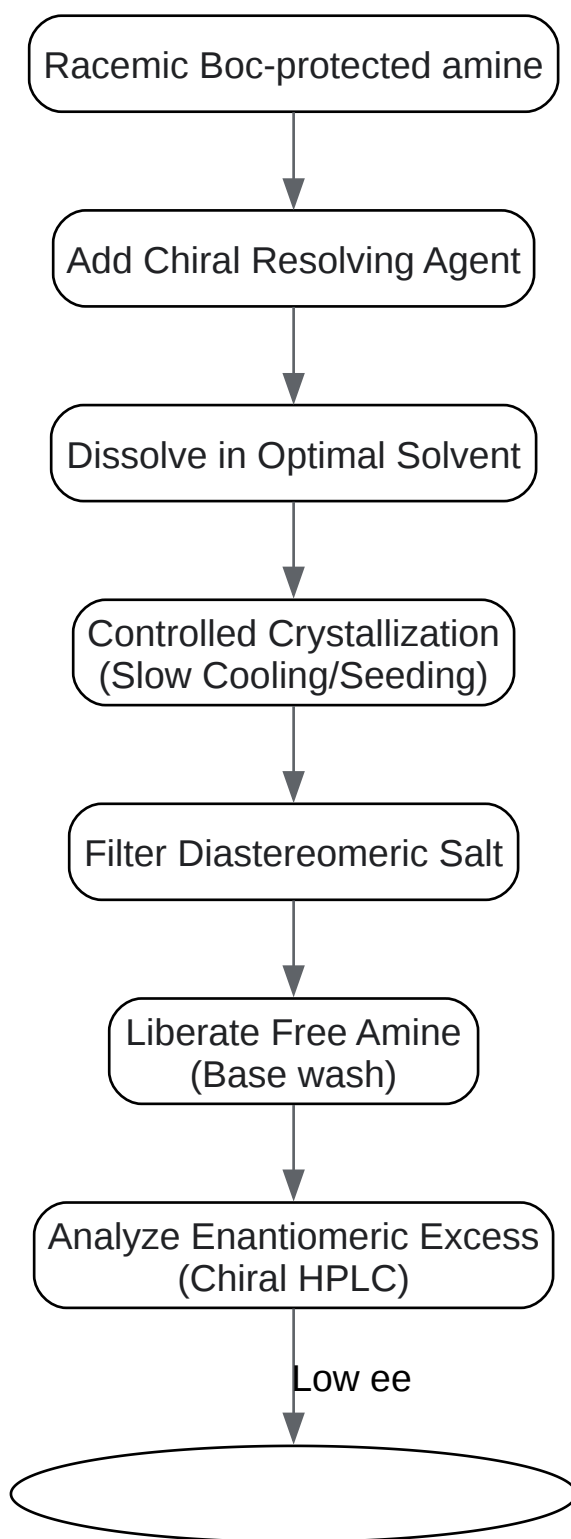 Racemic Boc-protected amine
Add Chiral Resolving Agent
Dissolve in Optimal Solvent
Controlled Crystallization
(Slow Cooling/Seeding)
Filter Diastereomeric Salt
Liberate Free Amine
(Base wash)
Analyze Enantiomeric Excess
(Chiral HPLC)
Low ee